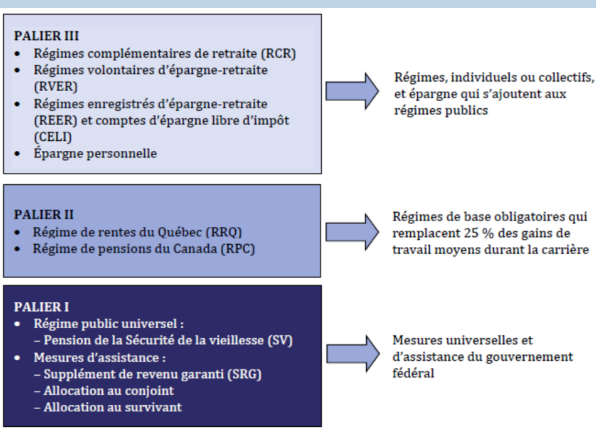 PALIER III
• Régimes complémentaires de retraite (RCR)
• Régimes volontaires d'épargne-retraite
(RVER)
• Régimes enregistrés d'épargne-retraite
(REER) et comptes d'épargne libre d'impôt
(CELI)
• Épargne personnelle
Régimes, individuels ou collectifs,
et épargne qui s'ajoutent aux
régimes publics
PALIER II
• Régime de rentes du Québec (RRQ)
• Régime de pensions du Canada (RPC)
Régimes de base obligatoires qui
remplacent 25 % des gains de
travail moyens durant la carrière
PALIER I
• Régime public universel :
– Pension de la Sécurité de la vieillesse (SV)
• Mesures d'assistance :
– Supplément de revenu garanti (SRG)
– Allocation au conjoint
– Allocation au survivant
Mesures universelles et
d'assistance du gouvernement
fédéral